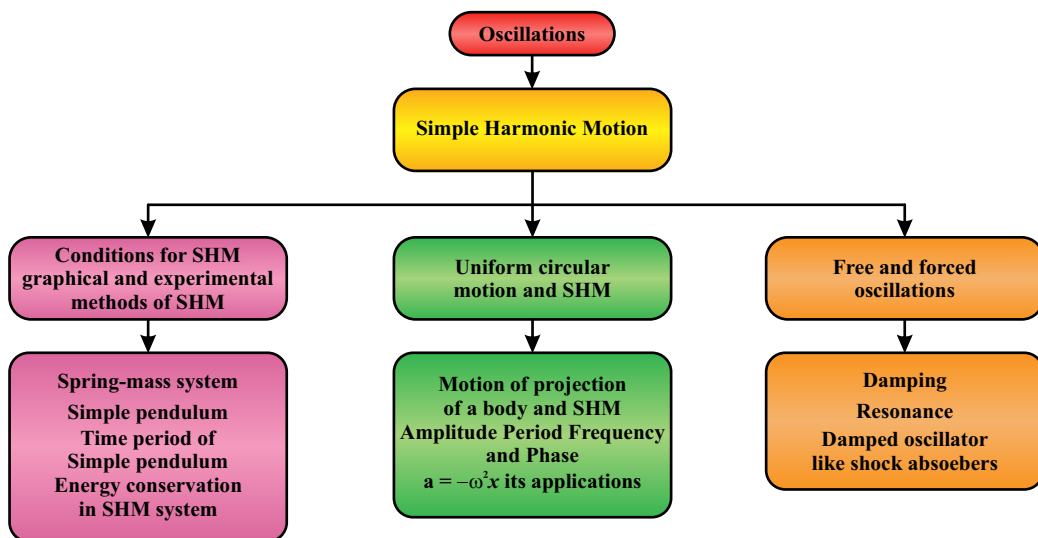 Oscillations
Simple Harmonic Motion
Conditions for SHM
graphical and experimental
methods of SHM
Uniform circular
motion and SHM
Free and forced
oscillations
Spring-mass system
Simple pendulum
Time period of
Simple pendulum
Energy conservation
in SHM system
Motion of projection
of a body and SHM
Amplitude Period Frequency
and Phase
a = −ω²x its applications
Damping
Resonance
Damped oscillator
like shock absoebers